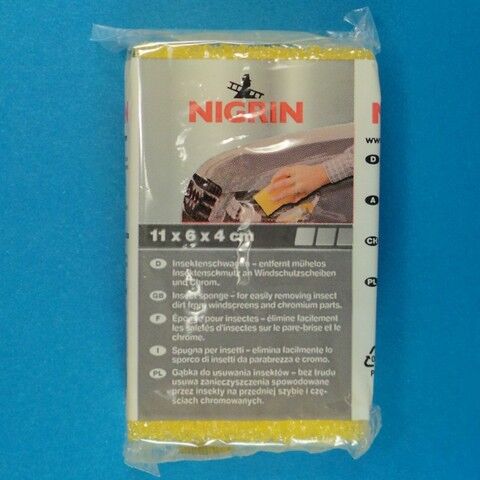 NIGRIN
11 x 6 x 4 cm
D Insektenschwamm – entfernt mühelos
Insektenschmutz an Windschutzscheiben
und Chrom.
GB Insect sponge – for easily removing insect
dirt from windscreens and chromium parts.
F Éponge pour insectes – élimine facilement
les saletés d'insectes sur le pare-brise et le
chrome.
I Spugna per insetti – elimina facilmente lo
sporco di insetti da parabrezza e cromo.
PL Gąbka do usuwania insektów – bez trudu
usuwa zanieczyszczenia spowodowane
przez insekty na przedniej szybie i czę-
ściach chromowanych.
N
www.
D
A
CH
PL